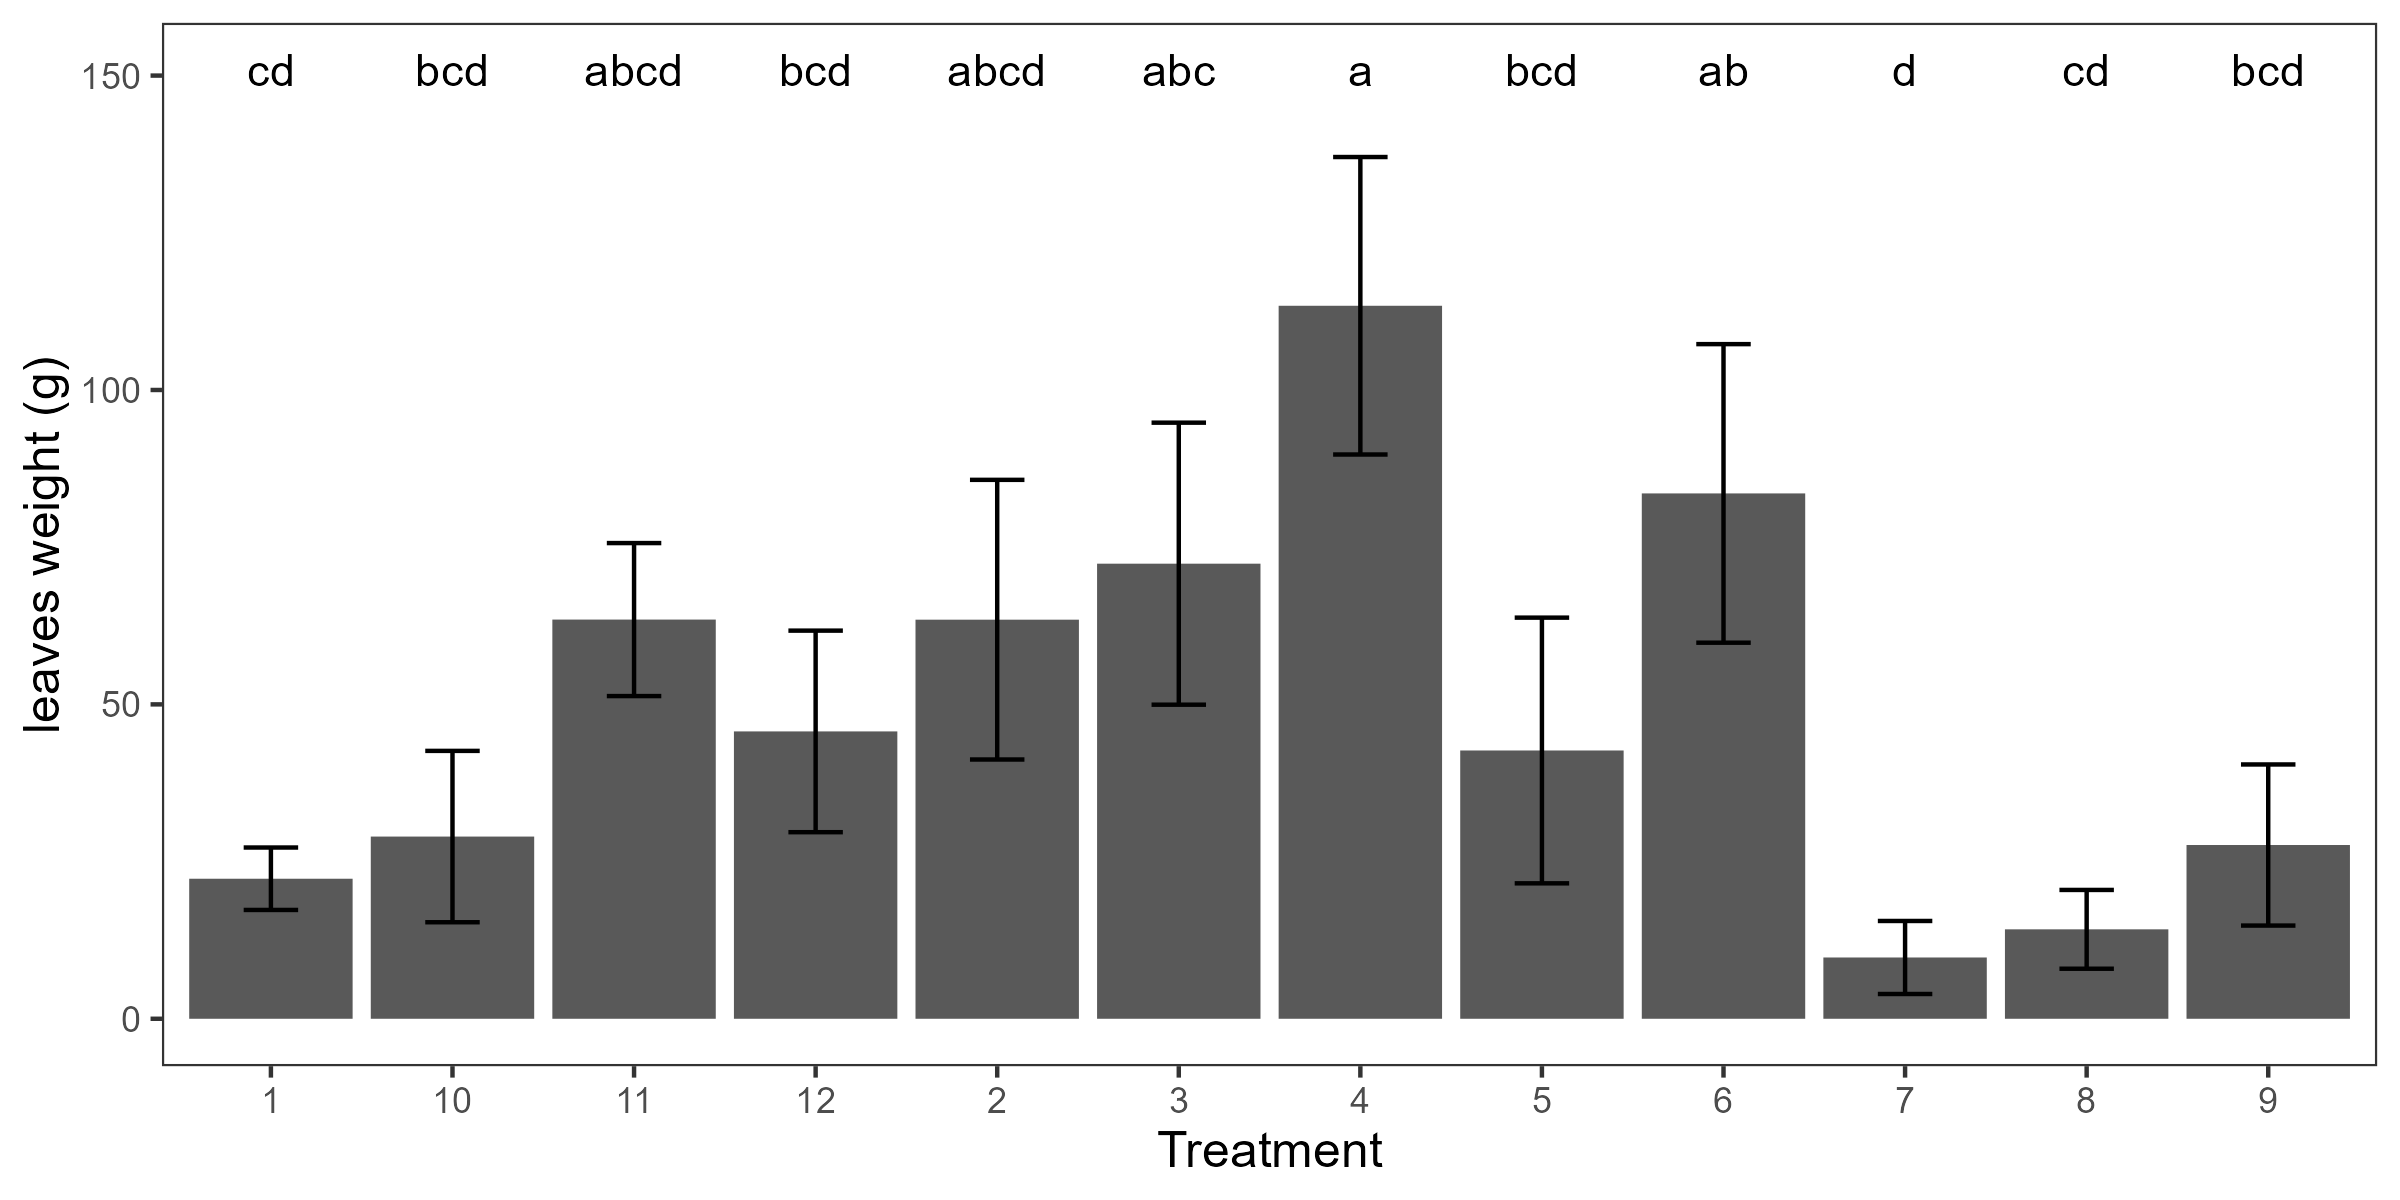 cd bcd abcd bcd abcd abc a bcd ab d cd bcd
150
100
50
0
leaves weight (g)
1 10 11 12 2 3 4 5 6 7 8 9
Treatment